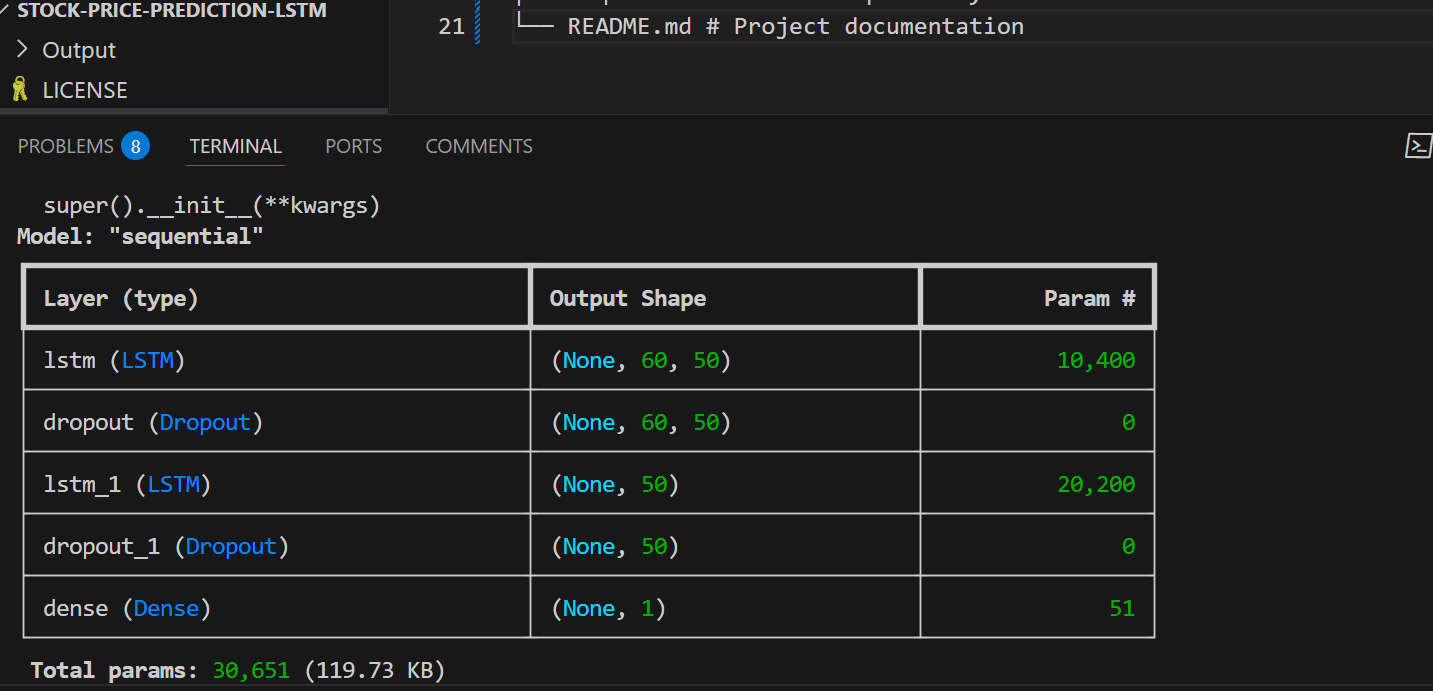 STOCK-PRICE-PREDICTION-LSTM
Output
LICENSE
21 └── README.md # Project documentation
PROBLEMS 8 TERMINAL PORTS COMMENTS
super().__init__(**kwargs)
Model: "sequential"
Layer (type) Output Shape Param #
lstm (LSTM) (None, 60, 50) 10,400
dropout (Dropout) (None, 60, 50) 0
lstm_1 (LSTM) (None, 50) 20,200
dropout_1 (Dropout) (None, 50) 0
dense (Dense) (None, 1) 51
Total params: 30,651 (119.73 KB)